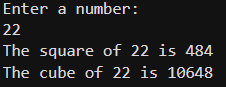 Enter a number:
22
The square of 22 is 484
The cube of 22 is 10648